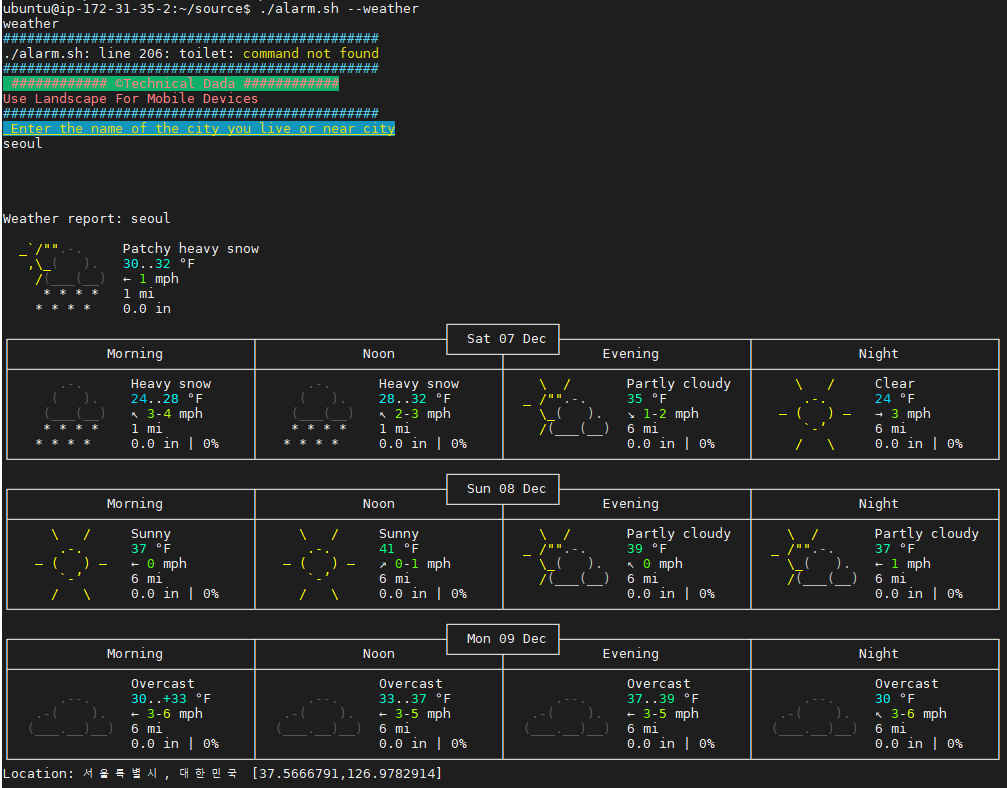 ubuntu@ip-172-31-35-2:~/source$ ./alarm.sh --weather
weather
###############################################
./alarm.sh: line 206: toilet: command not found
###############################################
############ ©Technical Dada ############
Use Landscape For Mobile Devices
###############################################
Enter the name of the city you live or near city
seoul
Weather report: seoul
Patchy heavy snow
30..32 °F
← 1 mph
1 mi
0.0 in
Sat 07 Dec
Morning Noon Evening Night
Heavy snow Heavy snow Partly cloudy Clear
24..28 °F 28..32 °F 35 °F 24 °F
↖ 3-4 mph ↖ 2-3 mph ↘ 1-2 mph → 3 mph
1 mi 1 mi 6 mi 6 mi
0.0 in | 0% 0.0 in | 0% 0.0 in | 0% 0.0 in | 0%
Sun 08 Dec
Morning Noon Evening Night
Sunny Sunny Partly cloudy Partly cloudy
37 °F 41 °F 39 °F 37 °F
← 0 mph ↗ 0-1 mph ↖ 0 mph ← 1 mph
6 mi 6 mi 6 mi 6 mi
0.0 in | 0% 0.0 in | 0% 0.0 in | 0% 0.0 in | 0%
Mon 09 Dec
Morning Noon Evening Night
Overcast Overcast Overcast Overcast
30..+33 °F 33..37 °F 37..39 °F 30 °F
← 3-6 mph ← 3-5 mph ← 3-5 mph ↖ 3-6 mph
6 mi 6 mi 6 mi 6 mi
0.0 in | 0% 0.0 in | 0% 0.0 in | 0% 0.0 in | 0%
Location: 서울특별시, 대한민국 [37.5666791,126.9782914]